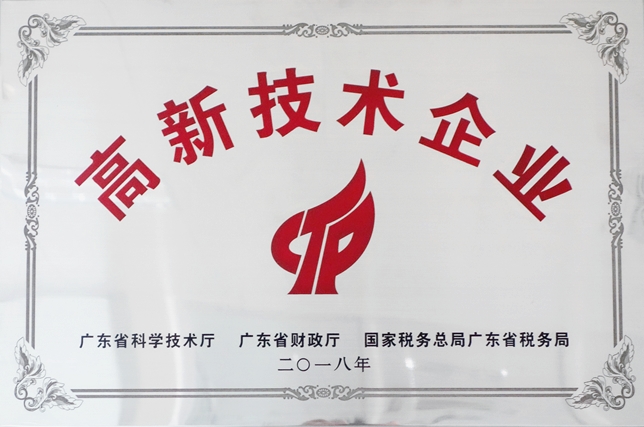 高新技术企业
广东省科学技术厅 广东省财政厅 国家税务总局广东省税务局
二〇一八年